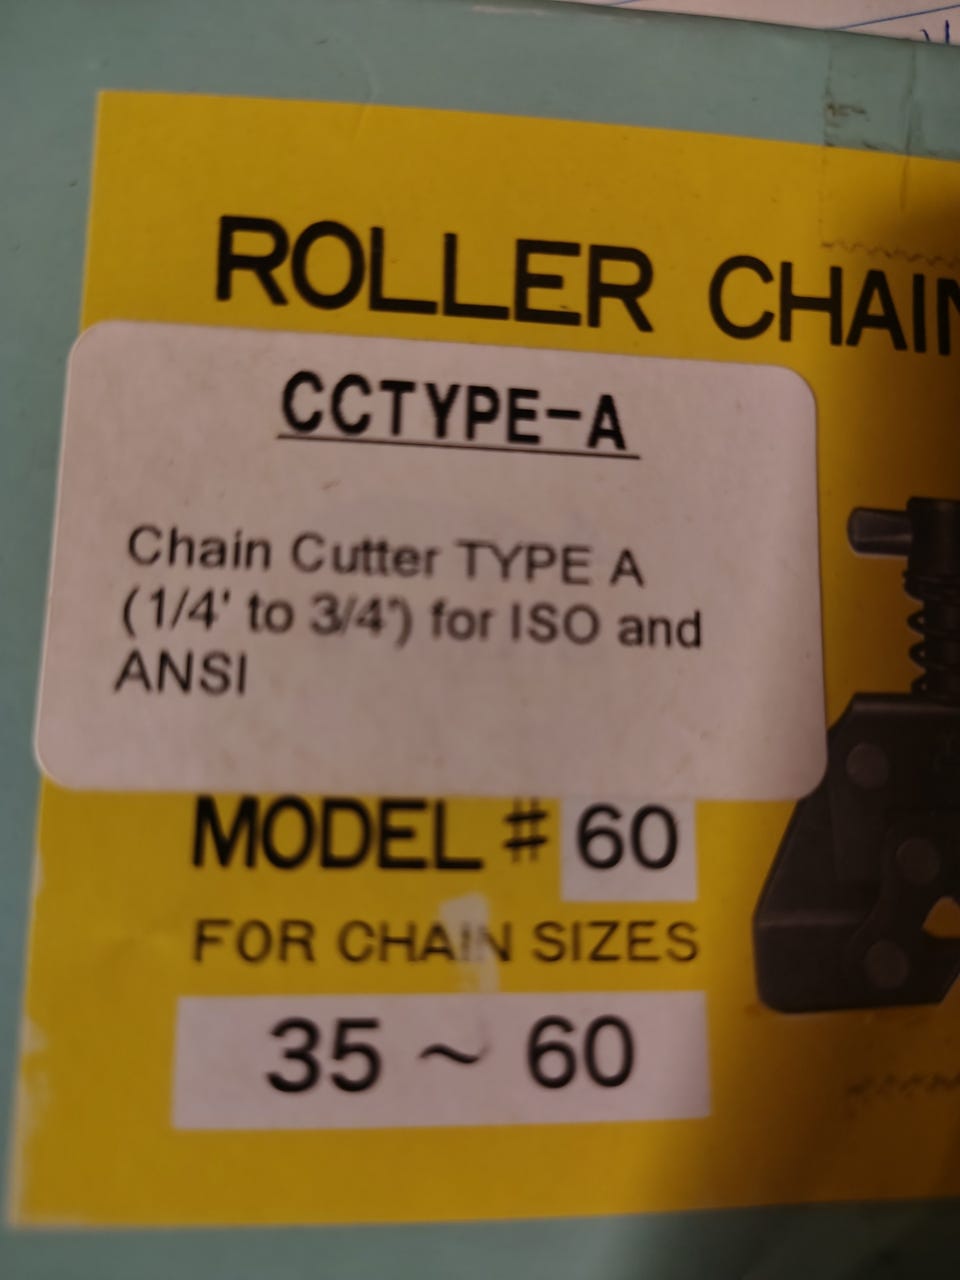 ROLLER CHAIN
CCTYPE-A
Chain Cutter TYPE A
(1/4' to 3/4') for ISO and
ANSI
MODEL # 60
FOR CHAIN SIZES
35 ~ 60